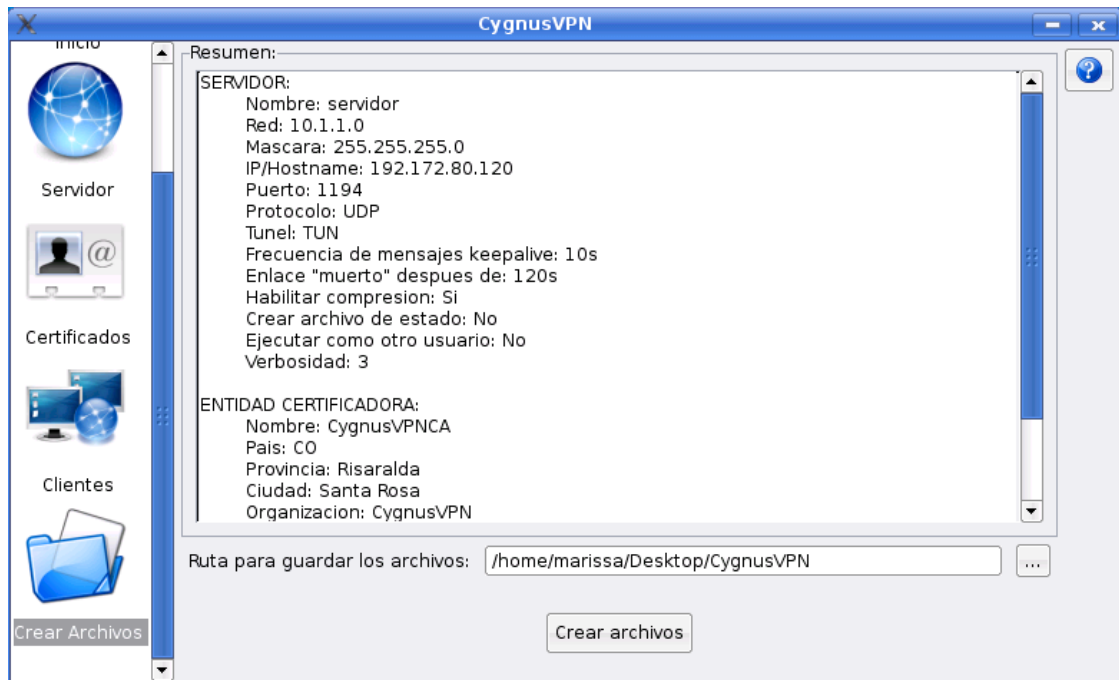 CygnusVPN
Inicio
Servidor
Certificados
Clientes
Crear Archivos
Resumen:
SERVIDOR:
Nombre: servidor
Red: 10.1.1.0
Mascara: 255.255.255.0
IP/Hostname: 192.172.80.120
Puerto: 1194
Protocolo: UDP
Tunel: TUN
Frecuencia de mensajes keepalive: 10s
Enlace "muerto" despues de: 120s
Habilitar compresion: Si
Crear archivo de estado: No
Ejecutar como otro usuario: No
Verbosidad: 3
ENTIDAD CERTIFICADORA:
Nombre: CygnusVPNCA
Pais: CO
Provincia: Risaralda
Ciudad: Santa Rosa
Organizacion: CygnusVPN
Ruta para guardar los archivos: /home/marissa/Desktop/CygnusVPN ...
Crear archivos